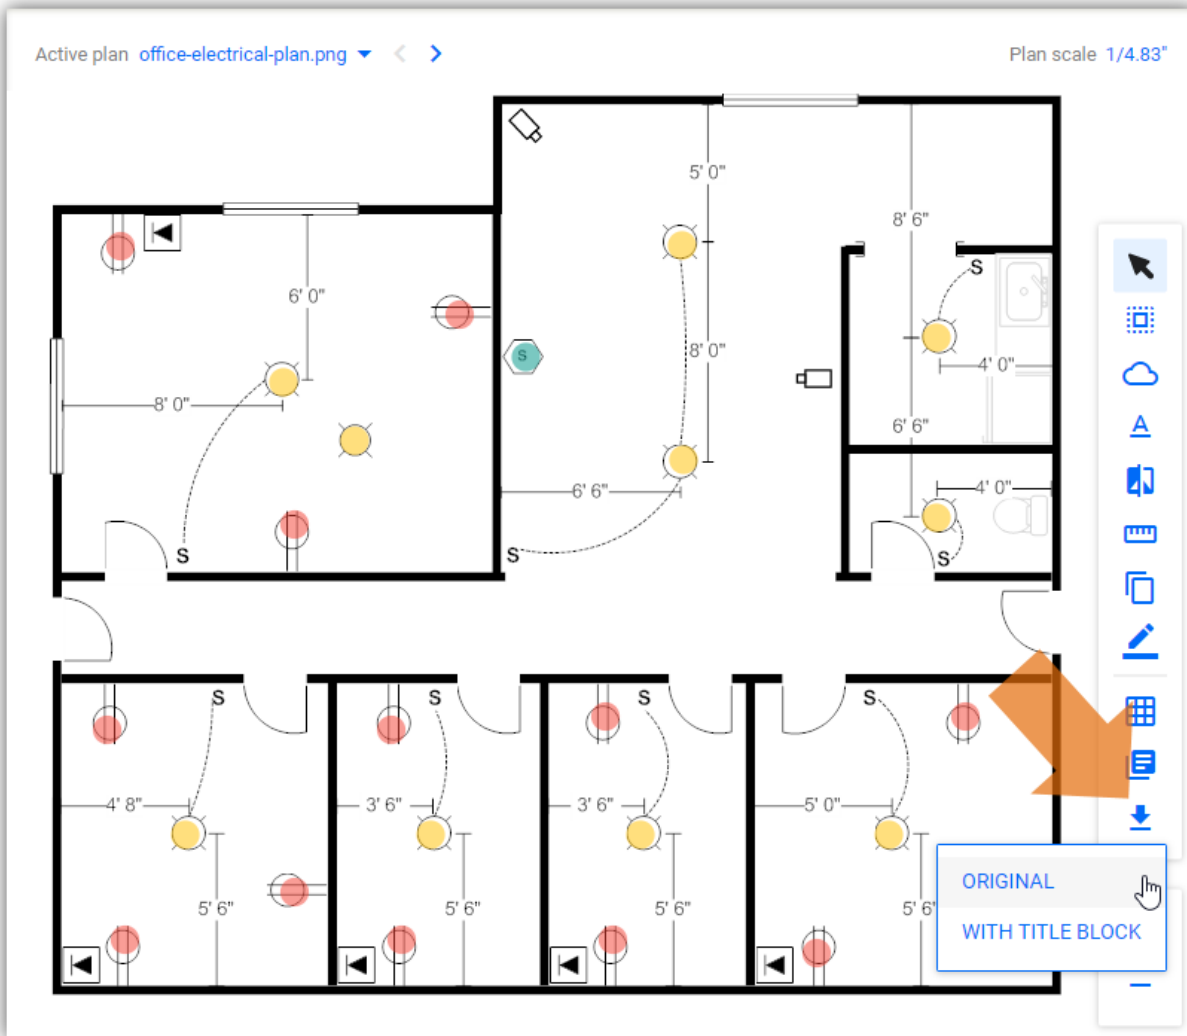 Active plan office-electrical-plan.png
Plan scale 1/4.83"
5' 0"
8' 6"
S
6' 0"
8' 0"
S
4' 0"
8' 0"
6' 6"
6' 6"
4' 0"
S
S
S
A
S
S
S
S
4' 8"
3' 6"
3' 6"
5' 0"
5' 6"
5' 6"
5' 6"
5' 6"
ORIGINAL
WITH TITLE BLOCK